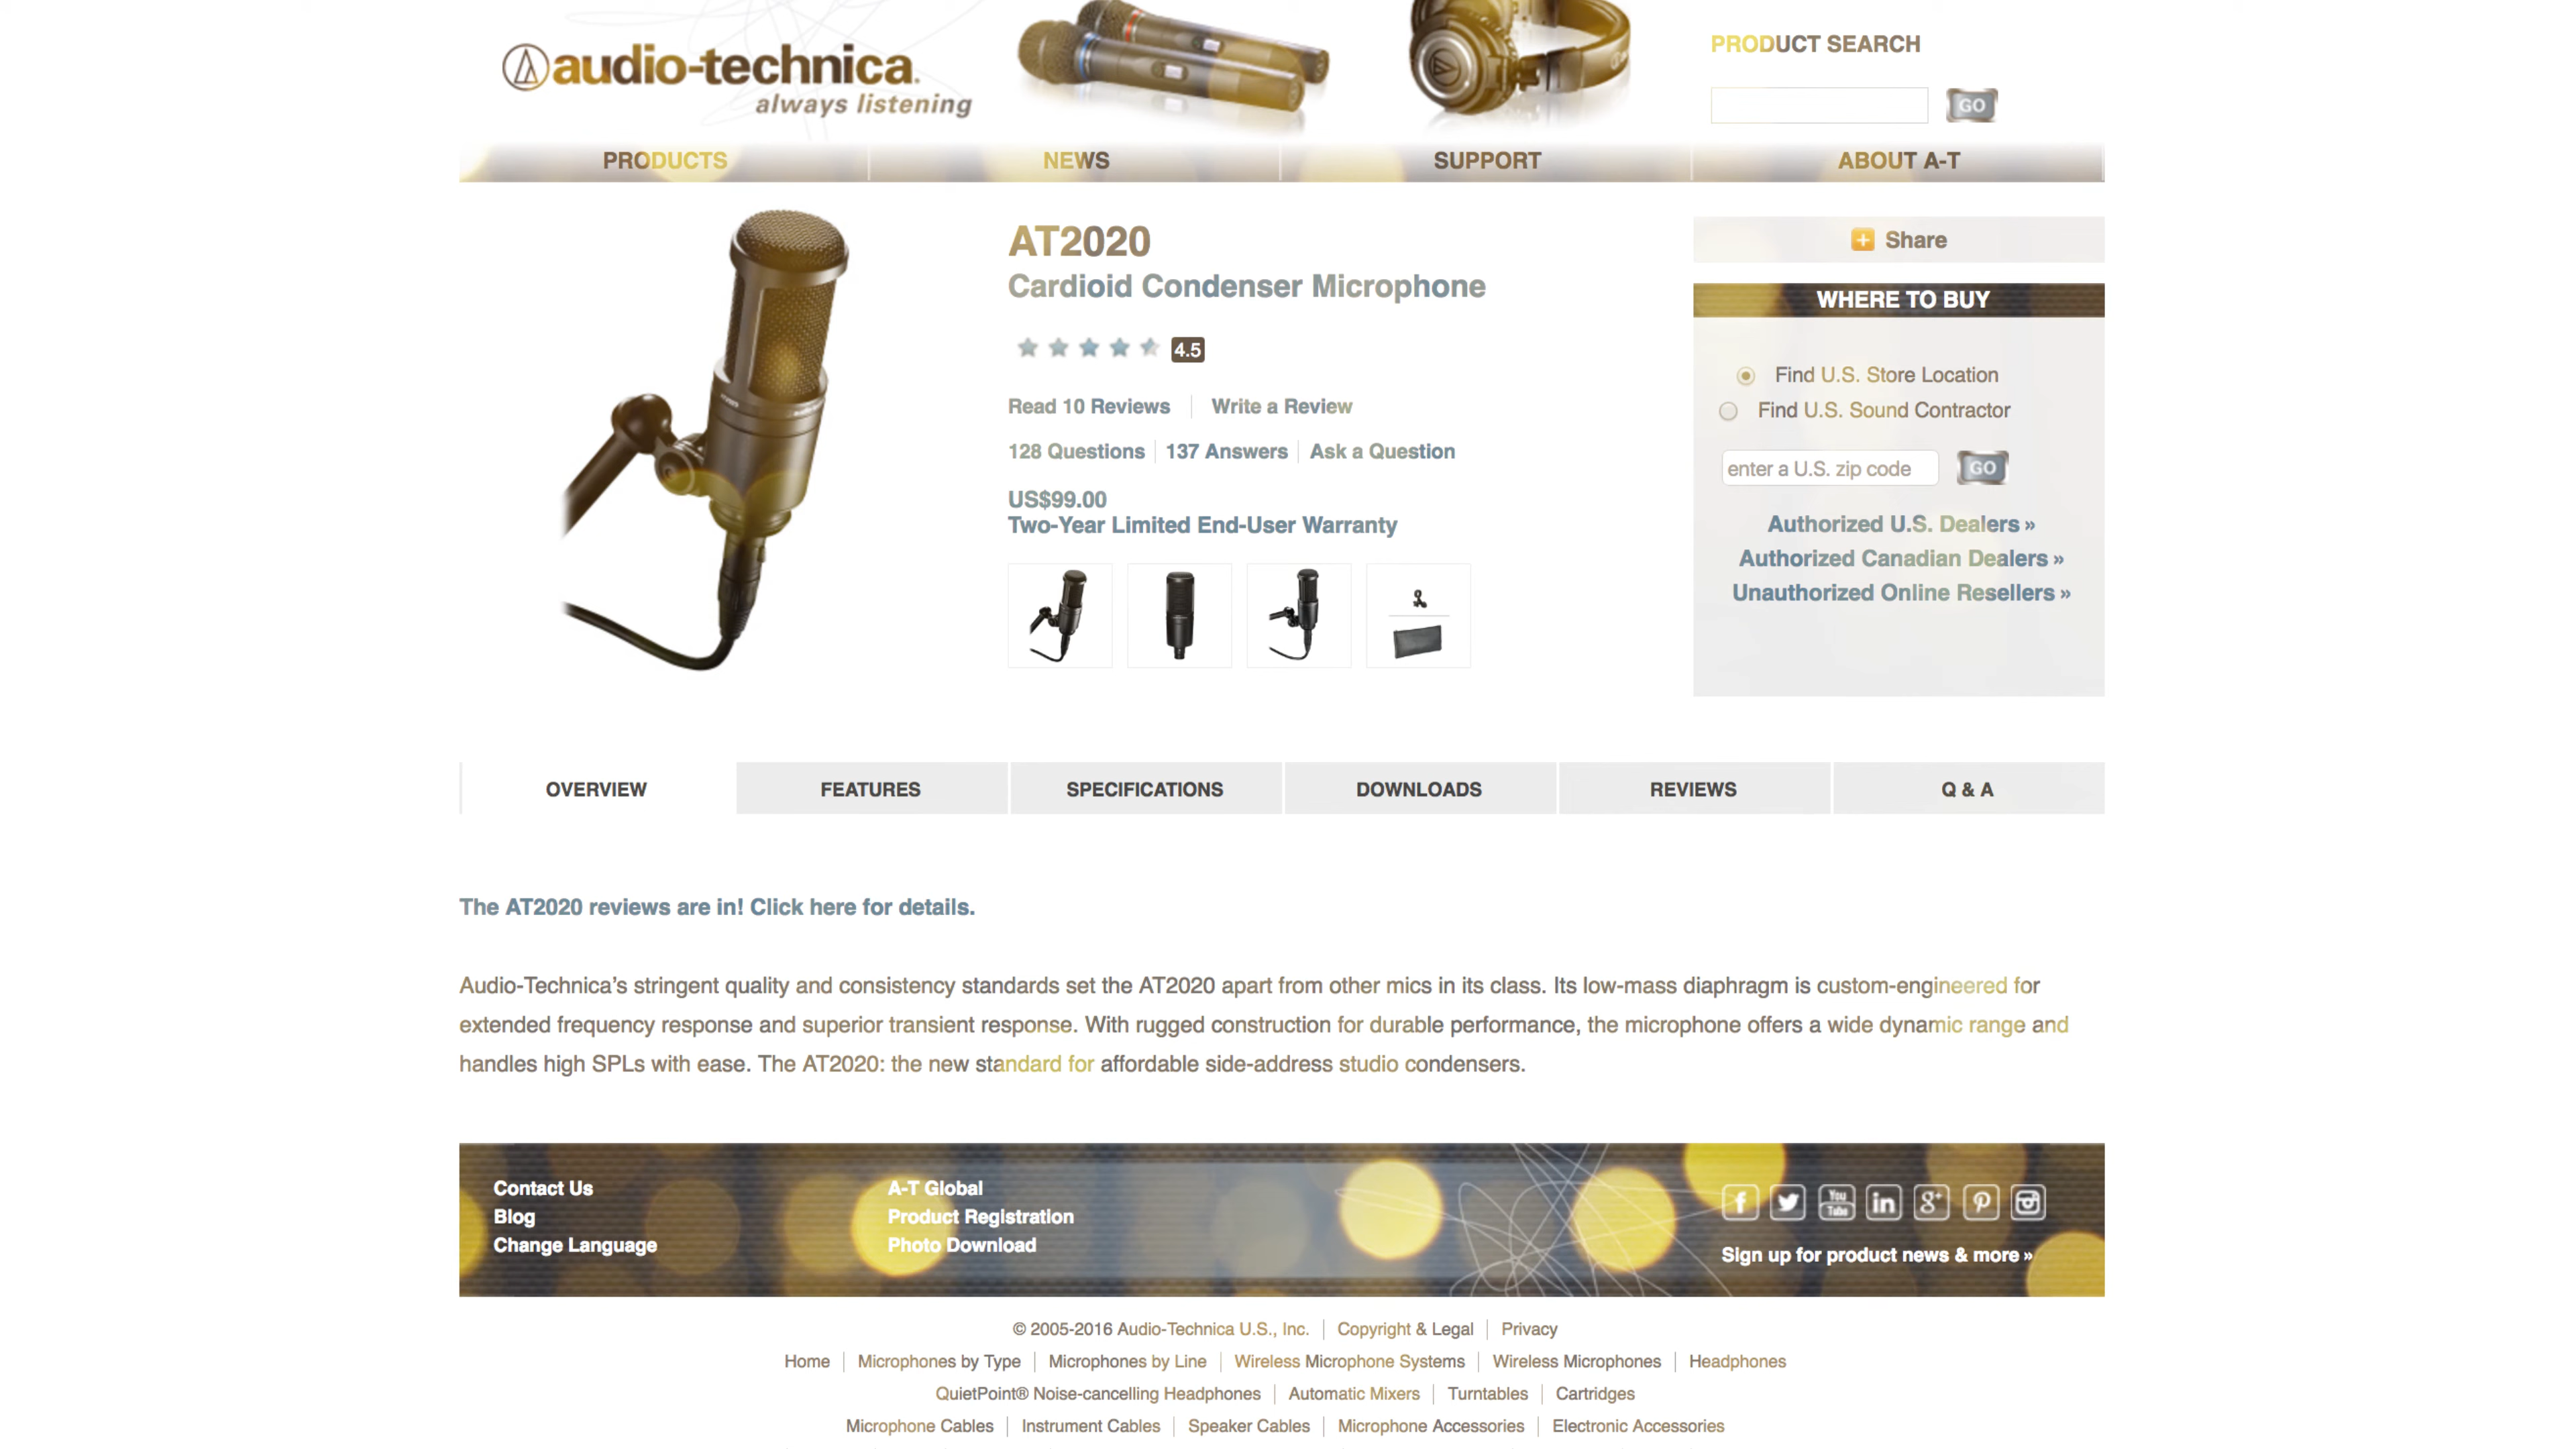 audio-technica.
always listening
PRODUCT SEARCH
GO
PRODUCTS
NEWS
SUPPORT
ABOUT A-T
AT2020
Cardioid Condenser Microphone
4.5
Read 10 Reviews
Write a Review
128 Questions
137 Answers
Ask a Question
US$99.00
Two-Year Limited End-User Warranty
Share
WHERE TO BUY
Find U.S. Store Location
Find U.S. Sound Contractor
enter a U.S. zip code
GO
Authorized U.S. Dealers »
Authorized Canadian Dealers »
Unauthorized Online Resellers »
OVERVIEW
FEATURES
SPECIFICATIONS
DOWNLOADS
REVIEWS
Q & A
The AT2020 reviews are in! Click here for details.
Audio-Technica’s stringent quality and consistency standards set the AT2020 apart from other mics in its class. Its low-mass diaphragm is custom-engineered for
extended frequency response and superior transient response. With rugged construction for durable performance, the microphone offers a wide dynamic range and
handles high SPLs with ease. The AT2020: the new standard for affordable side-address studio condensers.
Contact Us
Blog
Change Language
A-T Global
Product Registration
Photo Download
f You Tube in g+
Sign up for product news & more »
© 2005-2016 Audio-Technica U.S., Inc. Copyright & Legal Privacy
Home Microphones by Type Microphones by Line Wireless Microphone Systems Wireless Microphones Headphones
QuietPoint® Noise-cancelling Headphones Automatic Mixers Turntables Cartridges
Microphone Cables Instrument Cables Speaker Cables Microphone Accessories Electronic Accessories